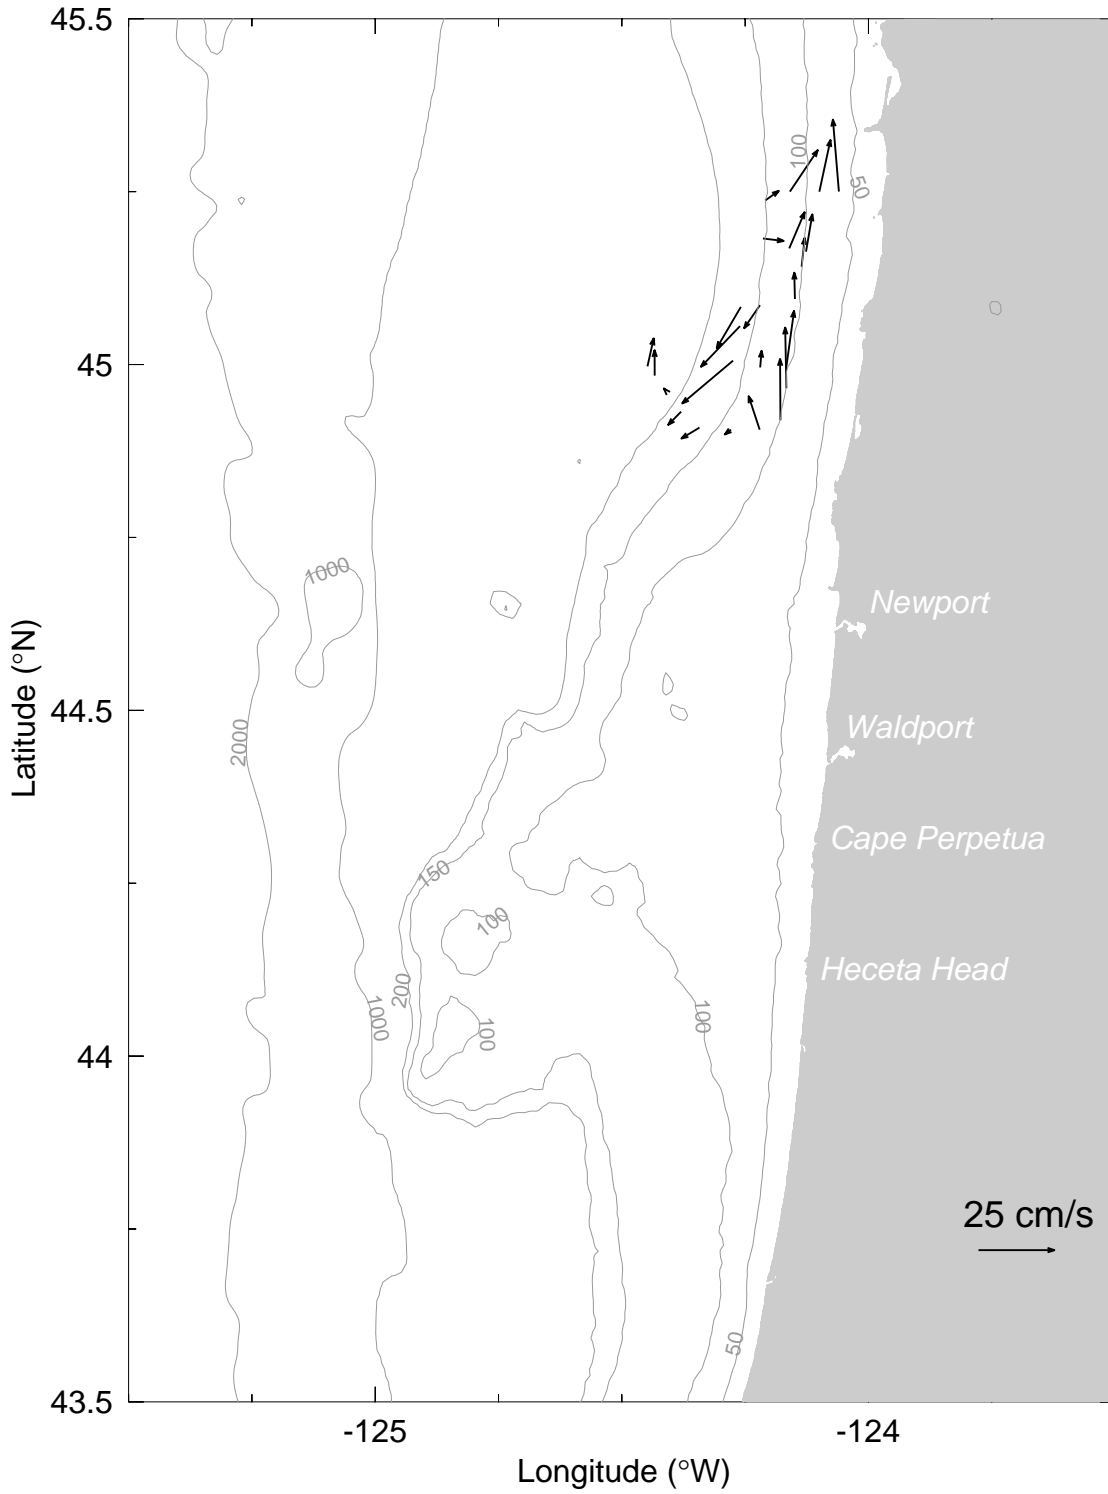 45.5
100
50
45
1000
Newport
Latitude (°N)
44.5
2000
Waldport
Cape Perpetua
150
100
Heceta Head
200
1000
100
100
44
25 cm/s
50
43.5
-125
-124
Longitude (°W)